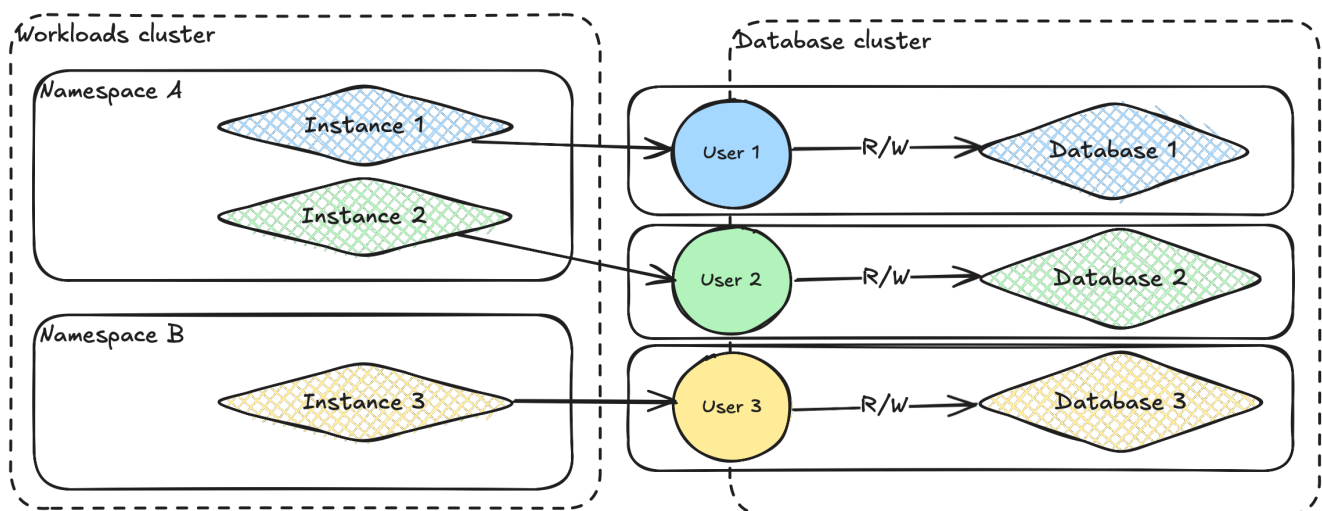 Workloads cluster
Database cluster
Namespace A
Instance 1
User 1
R/W
Database 1
Instance 2
User 2
R/W
Database 2
Namespace B
Instance 3
User 3
R/W
Database 3